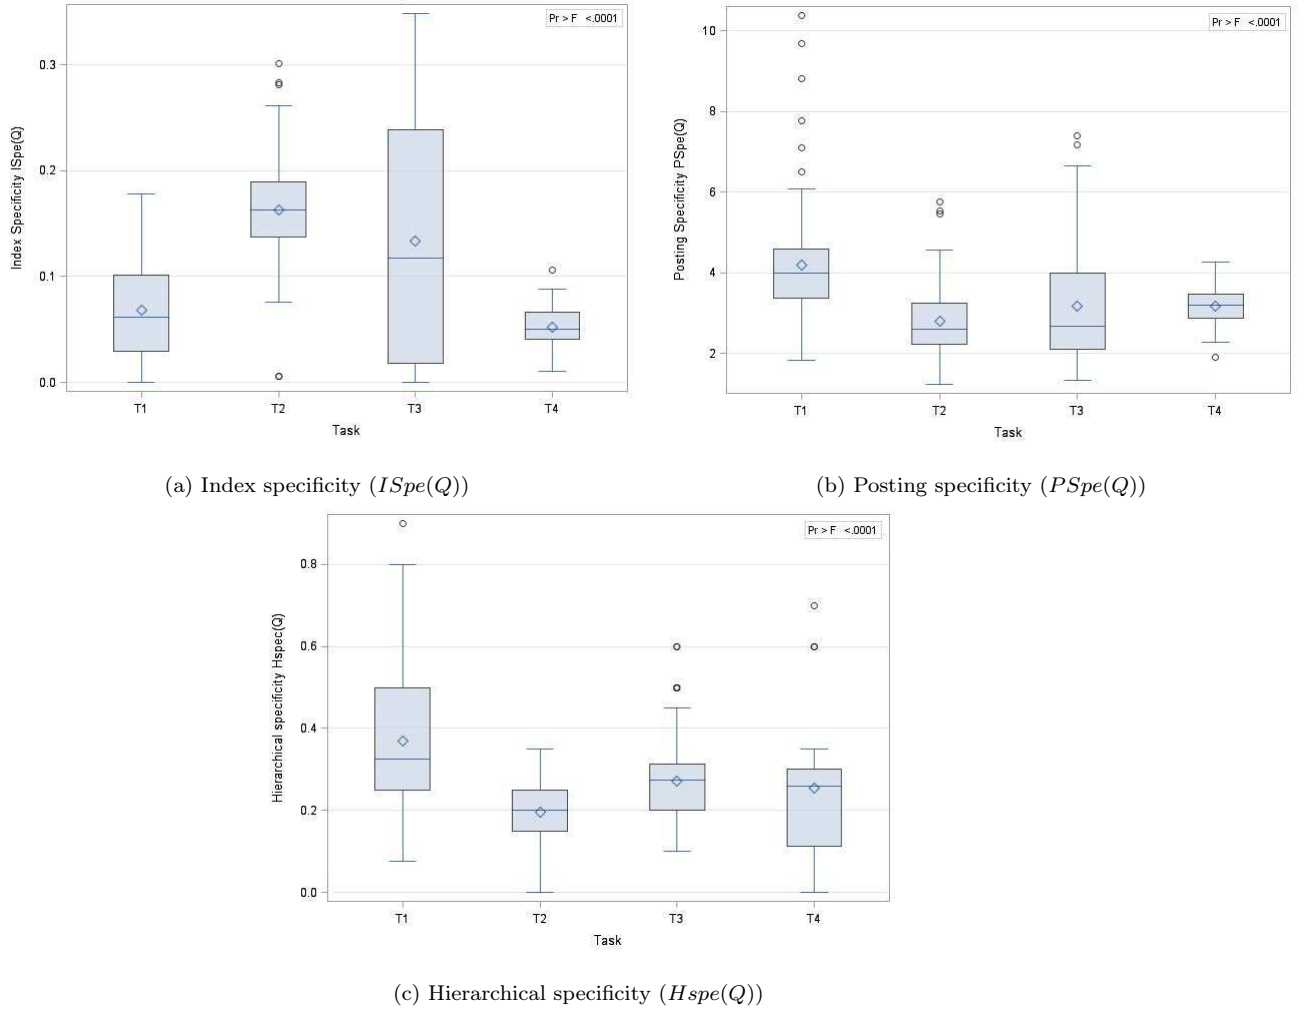 Pr > F <.0001
Index Specificity ISpe(Q)
0.3
0.2
0.1
0.0
T1 T2 T3 T4
Task
(a) Index specificity (ISpe(Q))
Pr > F <.0001
Posting Specificity PSpe(Q)
10
8
6
4
2
T1 T2 T3 T4
Task
(b) Posting specificity (PSpe(Q))
Pr > F <.0001
Hierarchical specificity Hspec(Q)
0.8
0.6
0.4
0.2
0.0
T1 T2 T3 T4
Task
(c) Hierarchical specificity (Hspe(Q))